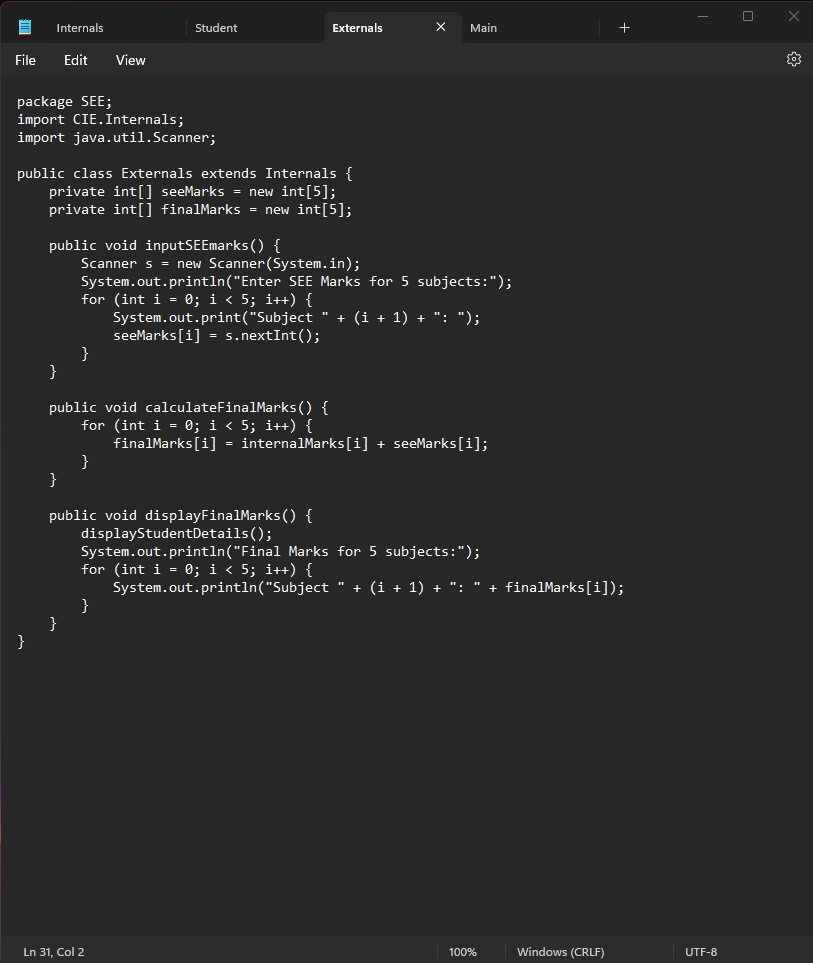 Internals Student Externals Main
File Edit View
package SEE;
import CIE.Internals;
import java.util.Scanner;
public class Externals extends Internals {
    private int[] seeMarks = new int[5];
    private int[] finalMarks = new int[5];
    public void inputSEEmarks() {
        Scanner s = new Scanner(System.in);
        System.out.println("Enter SEE Marks for 5 subjects:");
        for (int i = 0; i < 5; i++) {
            System.out.print("Subject " + (i + 1) + ": ");
            seeMarks[i] = s.nextInt();
        }
    }
    public void calculateFinalMarks() {
        for (int i = 0; i < 5; i++) {
            finalMarks[i] = internalMarks[i] + seeMarks[i];
        }
    }
    public void displayFinalMarks() {
        displayStudentDetails();
        System.out.println("Final Marks for 5 subjects:");
        for (int i = 0; i < 5; i++) {
            System.out.println("Subject " + (i + 1) + ": " + finalMarks[i]);
        }
    }
}
Ln 31, Col 2 100% Windows (CRLF) UTF-8